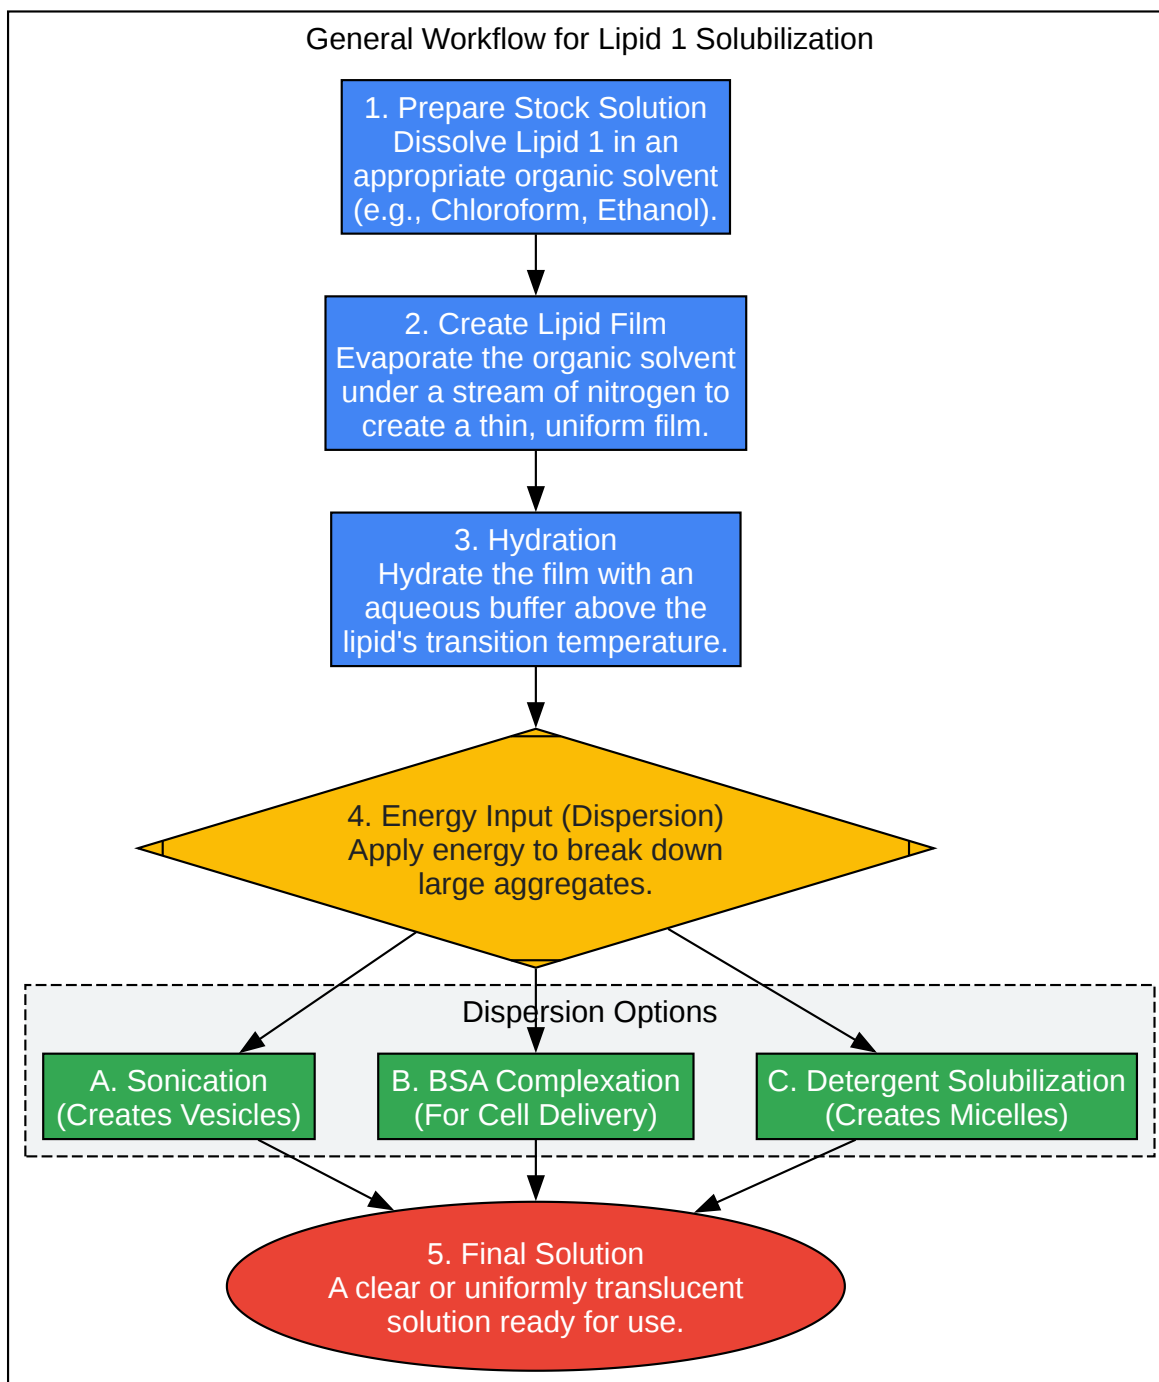 General Workflow for Lipid 1 Solubilization
1. Prepare Stock Solution
Dissolve Lipid 1 in an
appropriate organic solvent
(e.g., Chloroform, Ethanol).
2. Create Lipid Film
Evaporate the organic solvent
under a stream of nitrogen to
create a thin, uniform film.
3. Hydration
Hydrate the film with an
aqueous buffer above the
lipid's transition temperature.
4. Energy Input (Dispersion)
Apply energy to break down
large aggregates.
Dispersion Options
A. Sonication
(Creates Vesicles)
B. BSA Complexation
(For Cell Delivery)
C. Detergent Solubilization
(Creates Micelles)
5. Final Solution
A clear or uniformly translucent
solution ready for use.